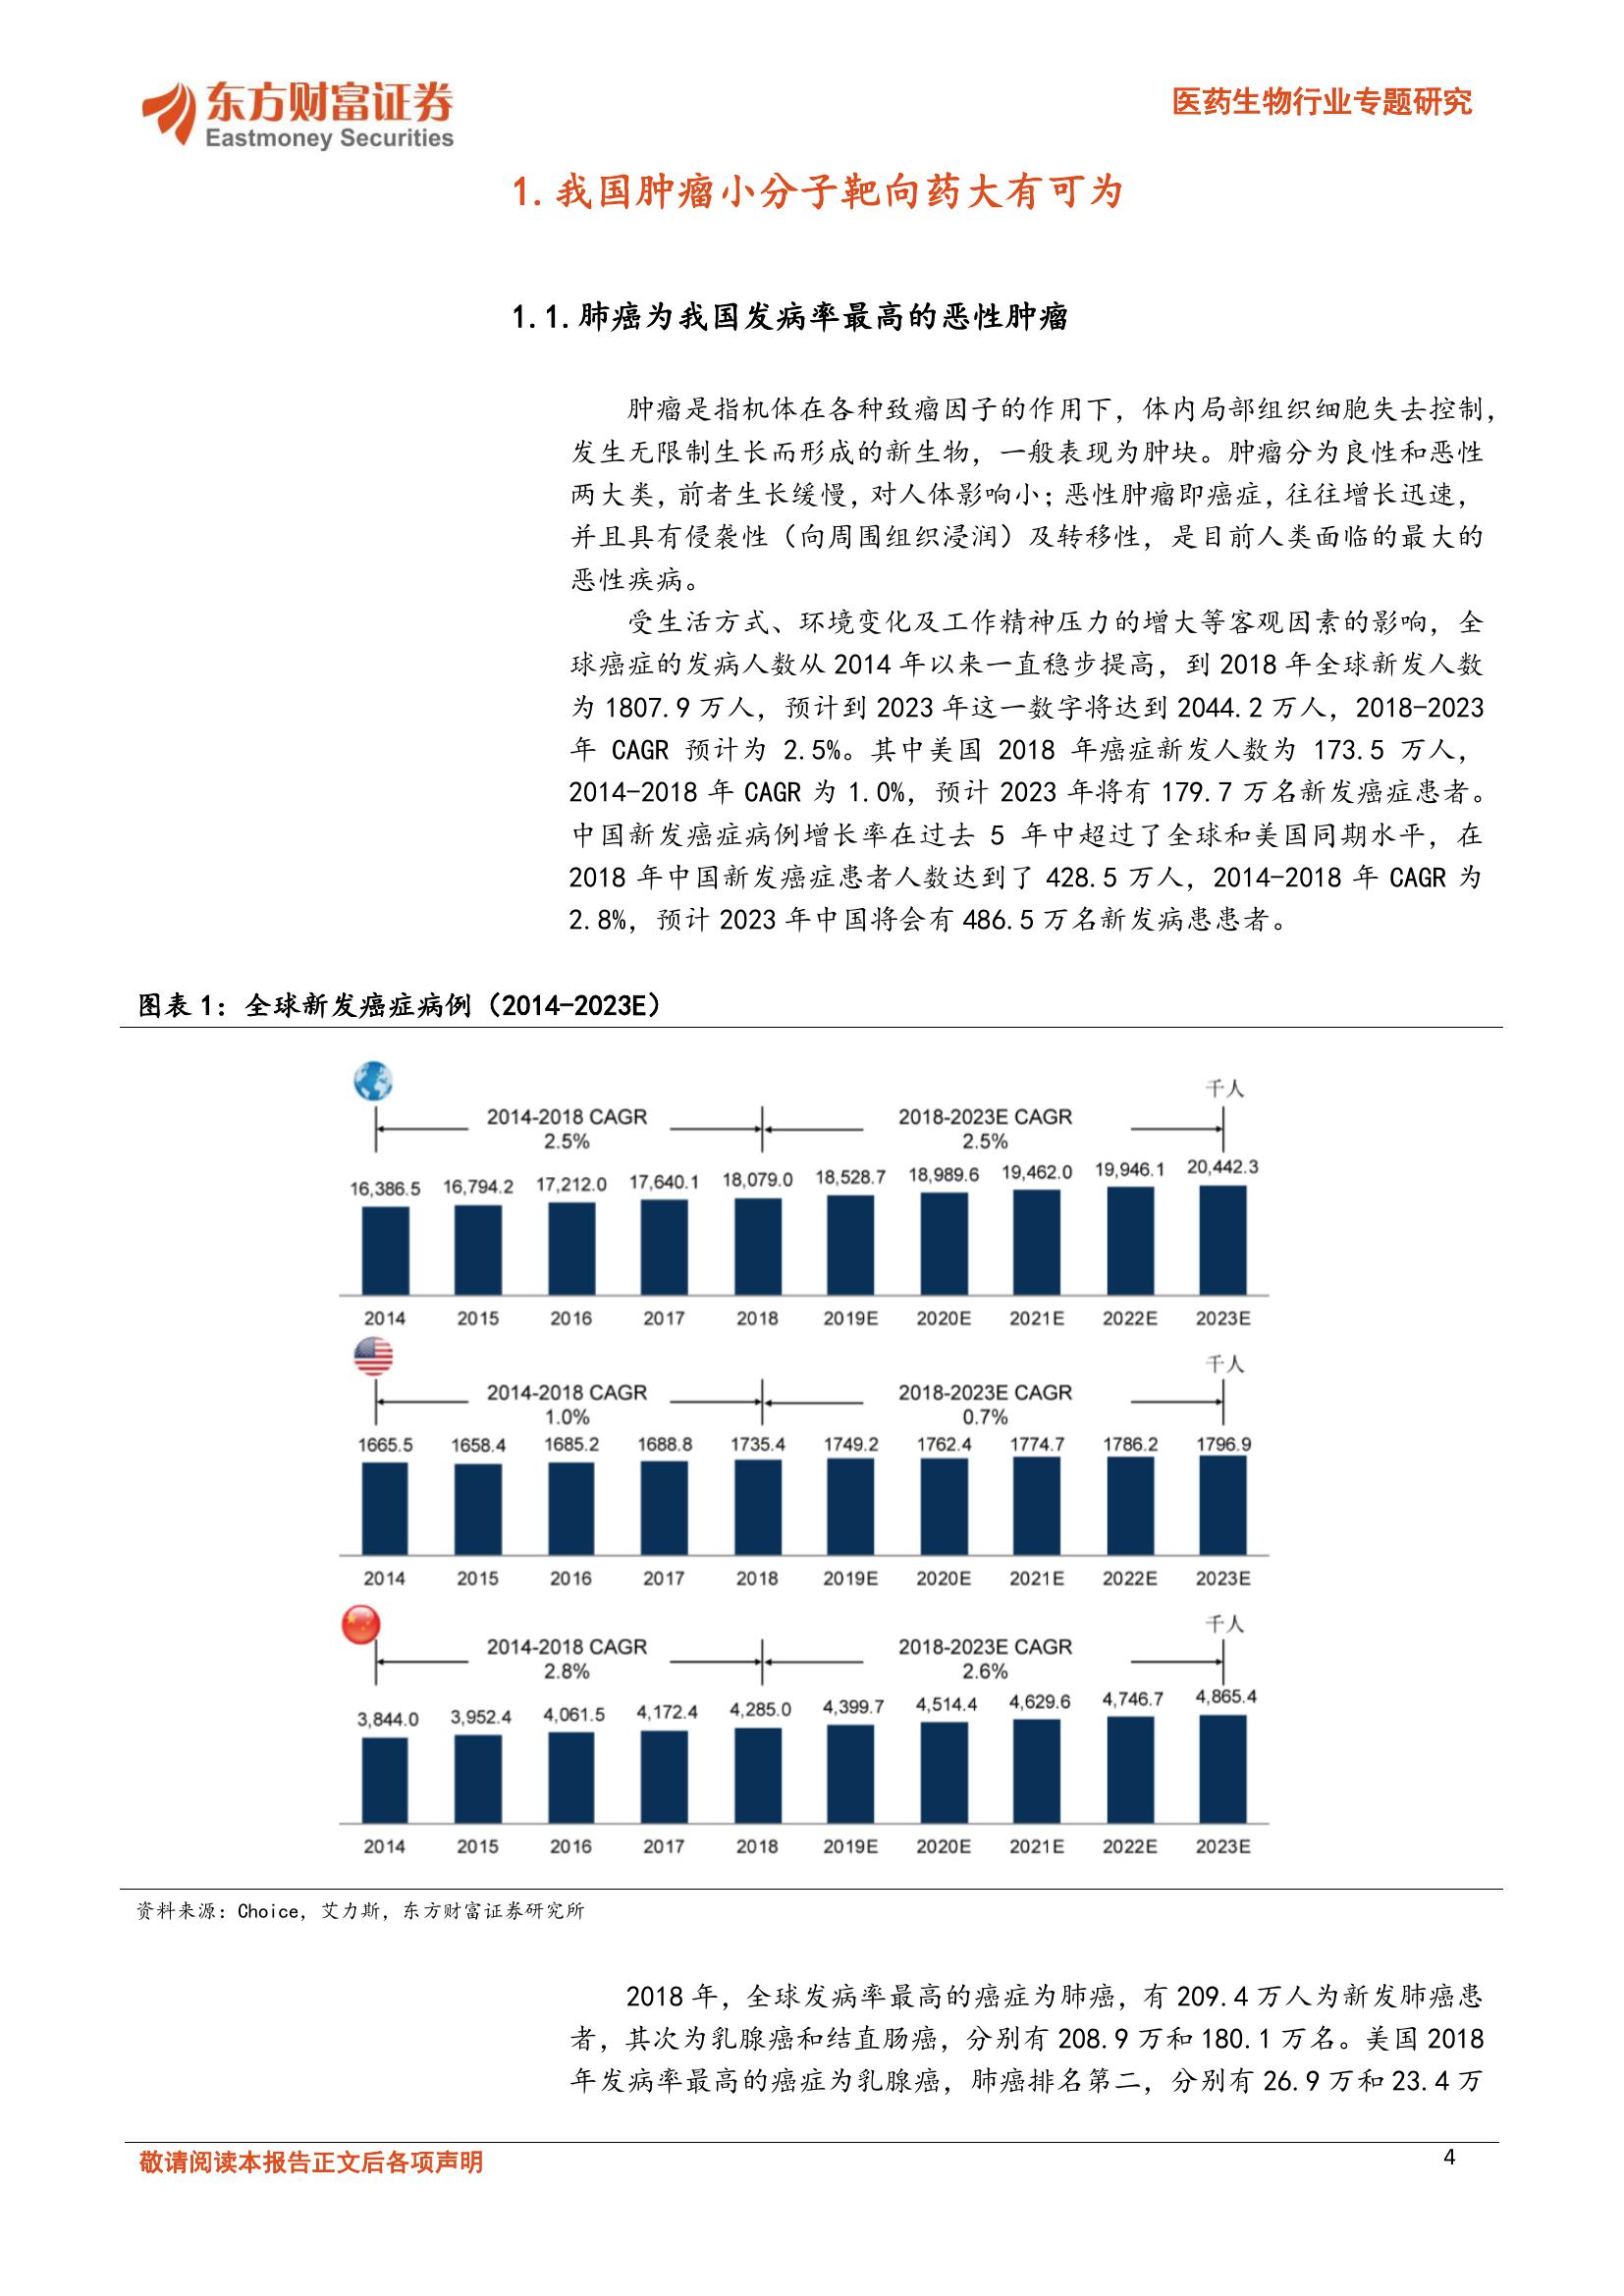 东方财富证券
Eastmoney Securities
医药生物行业专题研究
1.我国肿瘤小分子靶向药大有可为
1.1.肺癌为我国发病率最高的恶性肿瘤
肿瘤是指机体在各种致瘤因子的作用下，体内局部组织细胞失去控制，
发生无限制生长而形成的新生物，一般表现为肿块。肿瘤分为良性和恶性
两大类，前者生长缓慢，对人体影响小；恶性肿瘤即癌症，往往增长迅速，
并且具有侵袭性（向周围组织浸润）及转移性，是目前人类面临的最大的
恶性疾病。
受生活方式、环境变化及工作精神压力的增大等客观因素的影响，全
球癌症的发病人数从 2014 年以来一直稳步提高，到 2018 年全球新发人数
为 1807.9 万人，预计到 2023 年这一数字将达到 2044.2 万人，2018-2023
年 CAGR 预计为 2.5%。其中美国 2018 年癌症新发人数为 173.5 万人，
2014-2018 年 CAGR 为 1.0%，预计 2023 年将有 179.7 万名新发癌症患者。
中国新发癌症病例增长率在过去 5 年中超过了全球和美国同期水平，在
2018 年中国新发癌症患者人数达到了 428.5 万人，2014-2018 年 CAGR 为
2.8%，预计 2023 年中国将会有 486.5 万名新发病患患者。
图表 1：全球新发癌症病例（2014-2023E）
千人
2014-2018 CAGR 2018-2023E CAGR
2.5% 2.5%
16,386.5 16,794.2 17,212.0 17,640.1 18,079.0 18,528.7 18,989.6 19,462.0 19,946.1 20,442.3
2014 2015 2016 2017 2018 2019E 2020E 2021E 2022E 2023E
千人
2014-2018 CAGR 2018-2023E CAGR
1.0% 0.7%
1665.5 1658.4 1685.2 1688.8 1735.4 1749.2 1762.4 1774.7 1786.2 1796.9
2014 2015 2016 2017 2018 2019E 2020E 2021E 2022E 2023E
千人
2014-2018 CAGR 2018-2023E CAGR
2.8% 2.6%
3,844.0 3,952.4 4,061.5 4,172.4 4,285.0 4,399.7 4,514.4 4,629.6 4,746.7 4,865.4
2014 2015 2016 2017 2018 2019E 2020E 2021E 2022E 2023E
资料来源：Choice，艾力斯，东方财富证券研究所
2018 年，全球发病率最高的癌症为肺癌，有 209.4 万人为新发肺癌患
者，其次为乳腺癌和结直肠癌，分别有 208.9 万和 180.1 万名。美国 2018
年发病率最高的癌症为乳腺癌，肺癌排名第二，分别有 26.9 万和 23.4 万
敬请阅读本报告正文后各项声明
4